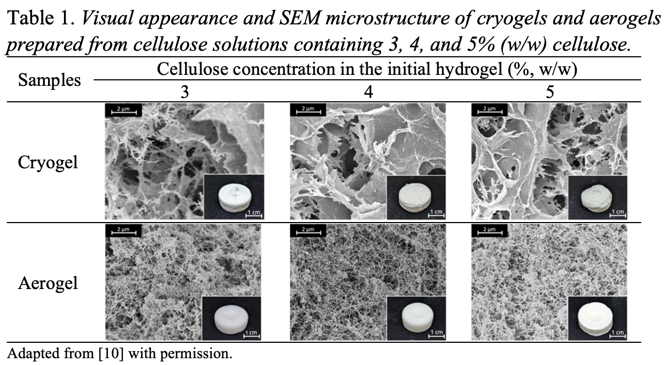 Table 1. Visual appearance and SEM microstructure of cryogels and aerogels
prepared from cellulose solutions containing 3, 4, and 5% (w/w) cellulose.
Samples
Cellulose concentration in the initial hydrogel (%, w/w)
3 4 5
Cryogel
2 µm 2 µm 2 µm
1 cm 1 cm 1 cm
Aerogel
2 µm 2 µm 2 µm
1 cm 1 cm 1 cm
Adapted from [10] with permission.